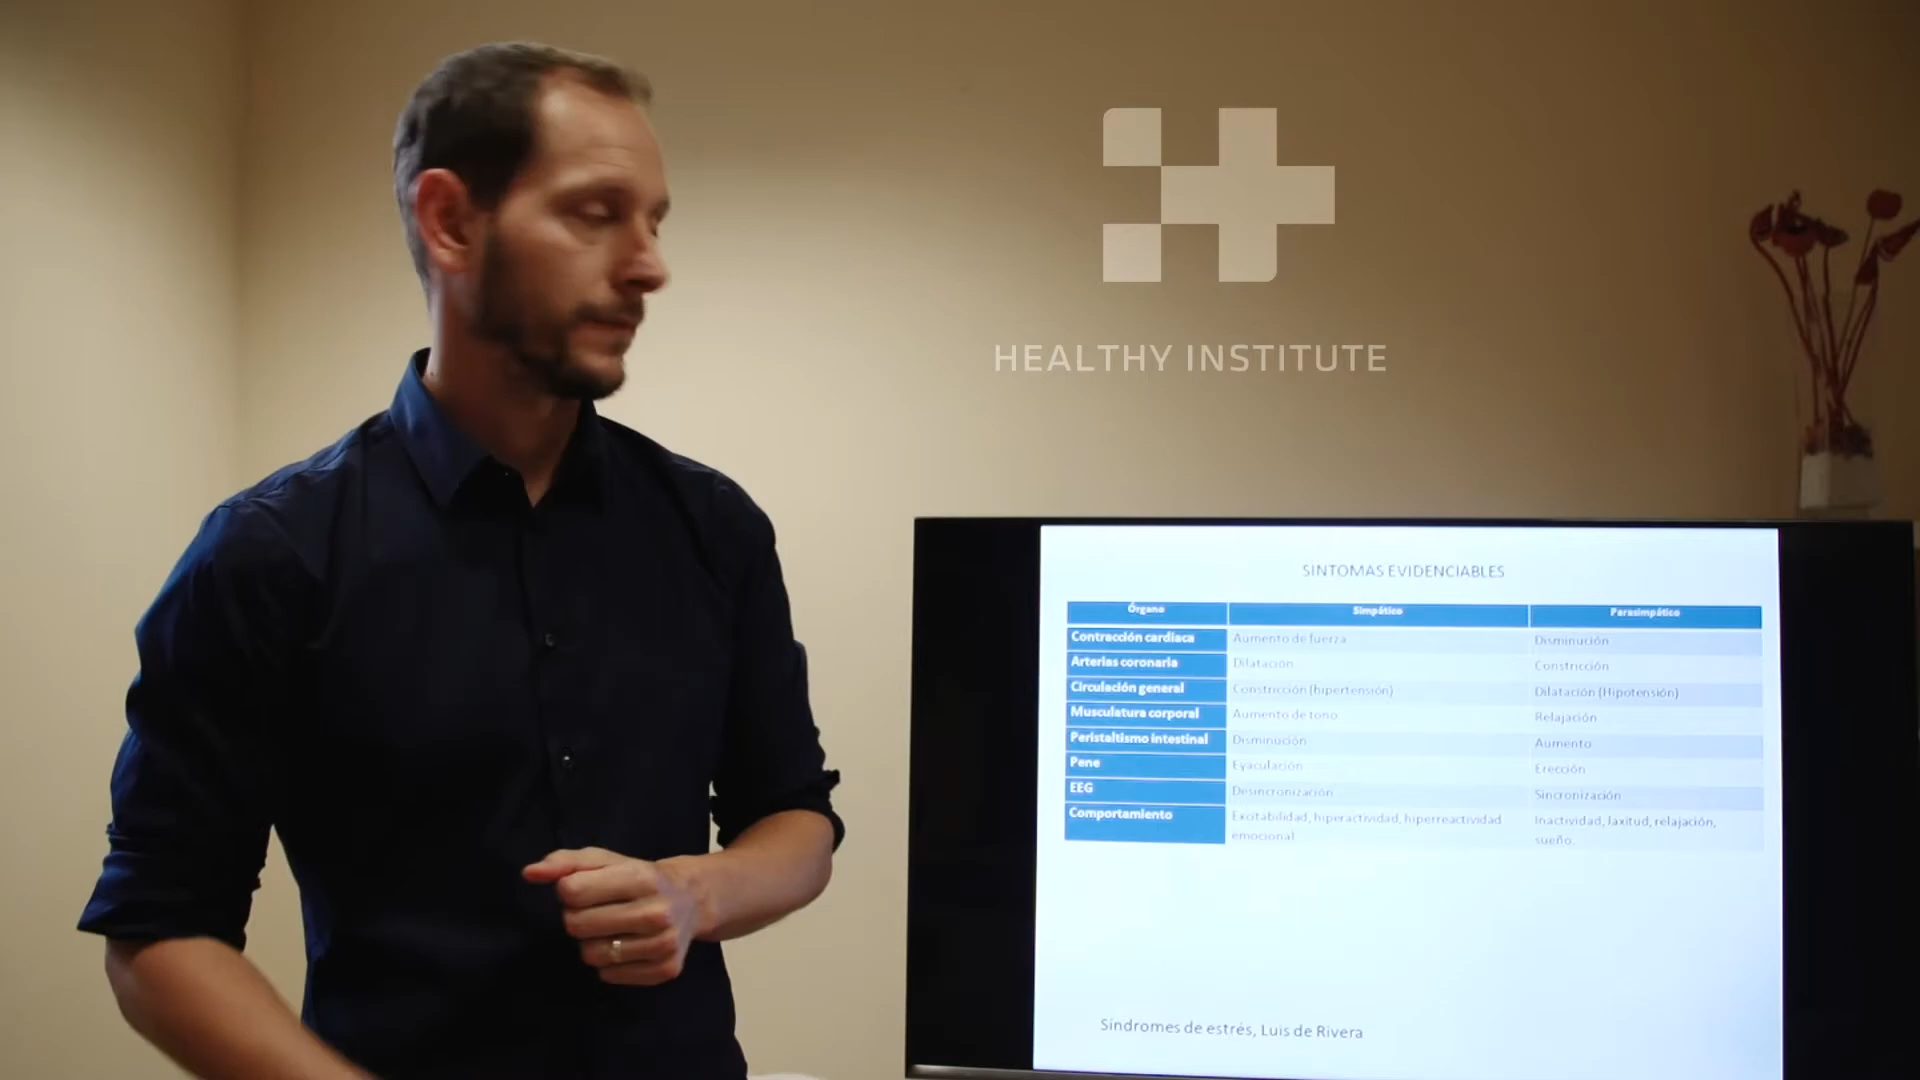 HEALTHY INSTITUTE
SINTOMAS EVIDENCIABLES
Órgano Simpático Parasimpático
Contracción cardíaca Aumento de fuerza Disminución
Arterias coronaria Dilatación Constricción
Circulación general Constricción (hipertensión) Dilatación (Hipotensión)
Musculatura corporal Aumento de tono Relajación
Peristaltismo intestinal Disminución Aumento
Pene Eyaculación Erección
EEG Desincronización Sincronización
Comportamiento Excitabilidad, hiperactividad, hiperreactividad Inactividad, laxitud, relajación,
emocional sueño.
Síndromes de estrés, Luis de Rivera